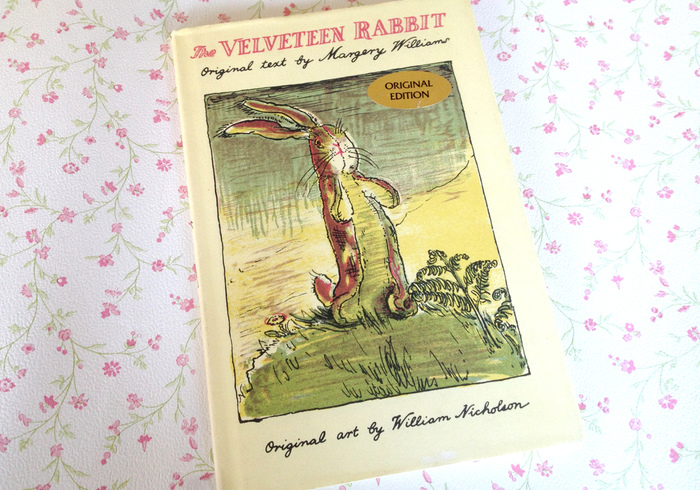 The VELVETEEN RABBIT
Original text by Margery Williams
ORIGINAL
EDITION
Original art by William Nicholson